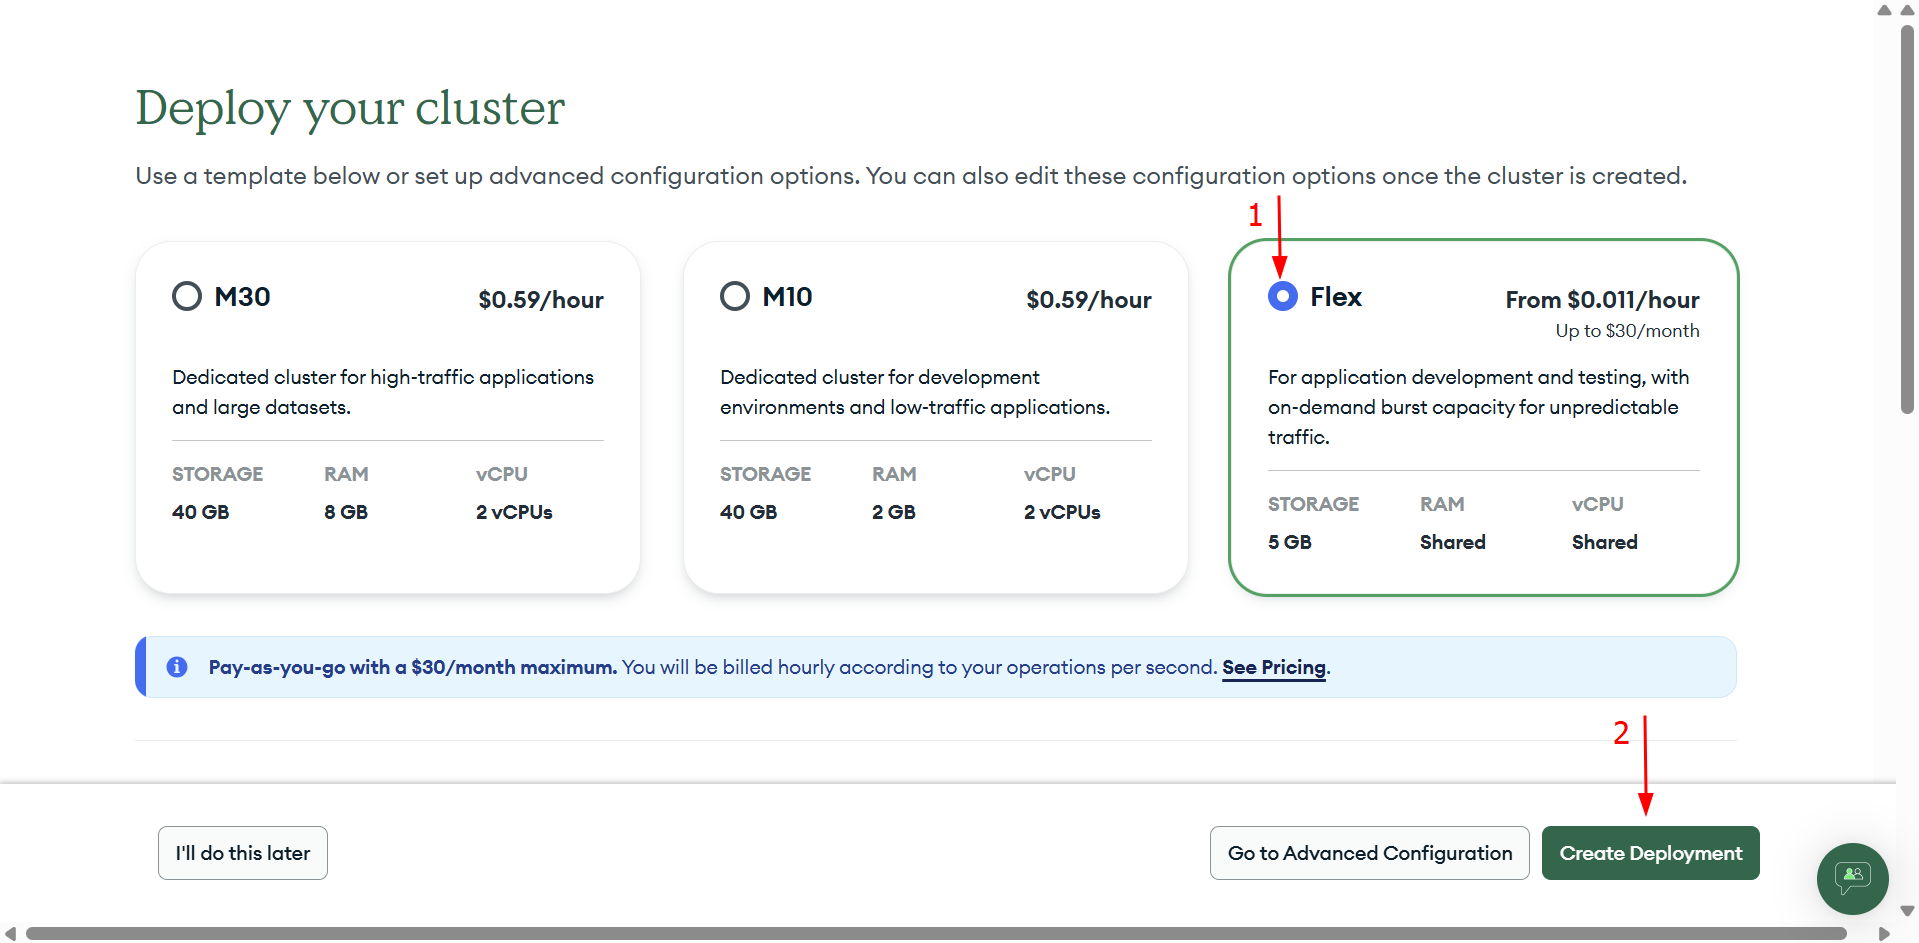 Deploy your cluster
Use a template below or set up advanced configuration options. You can also edit these configuration options once the cluster is created.
1
M30
$0.59/hour
Dedicated cluster for high-traffic applications
and large datasets.
STORAGE RAM vCPU
40 GB 8 GB 2 vCPUs
M10
$0.59/hour
Dedicated cluster for development
environments and low-traffic applications.
STORAGE RAM vCPU
40 GB 2 GB 2 vCPUs
Flex
From $0.011/hour
Up to $30/month
For application development and testing, with
on-demand burst capacity for unpredictable
traffic.
STORAGE RAM vCPU
5 GB Shared Shared
Pay-as-you-go with a $30/month maximum. You will be billed hourly according to your operations per second. See Pricing.
2
I'll do this later
Go to Advanced Configuration
Create Deployment